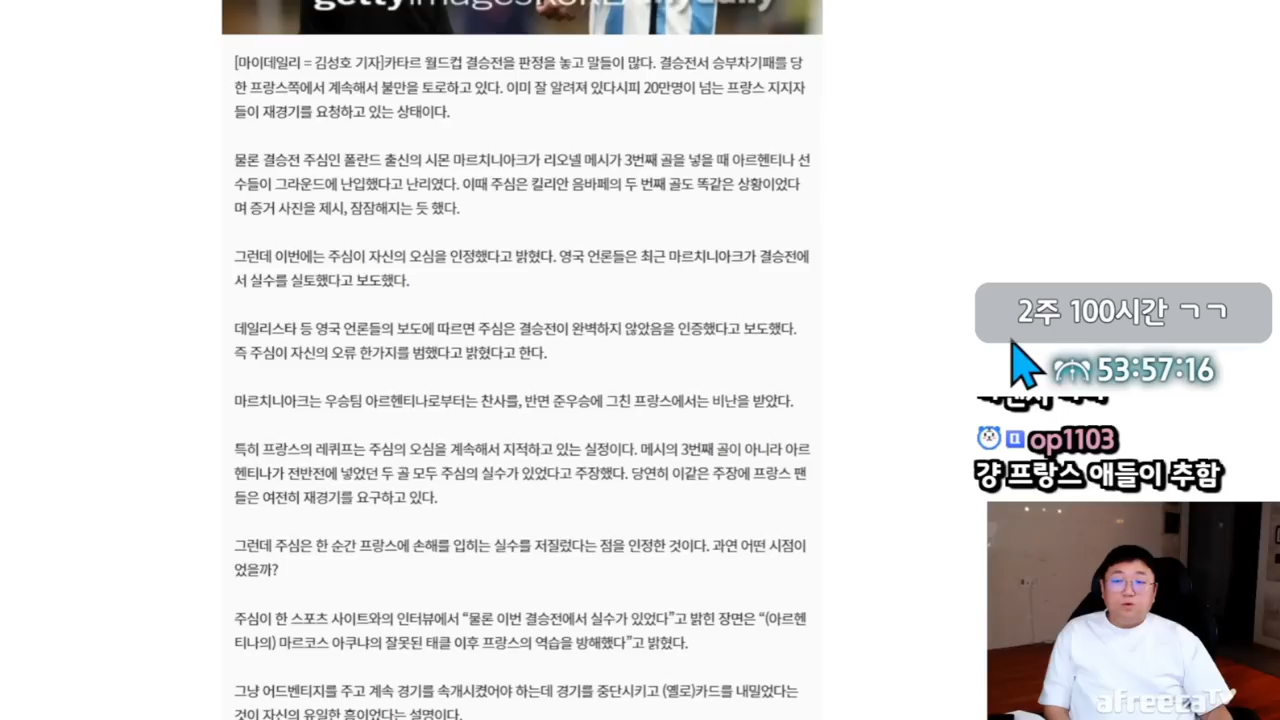 gettyimages
[마이데일리 = 김성호 기자]카타르 월드컵 결승전을 판정을 놓고 말들이 많다. 결승전서 승부차기패를 당
한 프랑스쪽에서 계속해서 불만을 토로하고 있다. 이미 잘 알려져 있다시피 20만명이 넘는 프랑스 지지자
들이 재경기를 요청하고 있는 상태이다.
물론 결승전 주심인 폴란드 출신의 시몬 마르치니아크가 리오넬 메시가 3번째 골을 넣을 때 아르헨티나 선
수들이 그라운드에 난입했다고 난리였다. 이때 주심은 킬리안 음바페의 두 번째 골도 똑같은 상황이었다
며 증거 사진을 제시, 잠잠해지는 듯 했다.
그런데 이번에는 주심이 자신의 오심을 인정했다고 밝혔다. 영국 언론들은 최근 마르치니아크가 결승전에
서 실수를 실토했다고 보도했다.
데일리스타 등 영국 언론들의 보도에 따르면 주심은 결승전이 완벽하지 않았음을 인증했다고 보도했다.
즉 주심이 자신의 오류 한가지를 범했다고 밝혔다고 한다.
마르치니아크는 우승팀 아르헨티나로부터는 찬사를, 반면 준우승에 그친 프랑스에서는 비난을 받았다.
특히 프랑스의 레퀴프는 주심의 오심을 계속해서 지적하고 있는 실정이다. 메시의 3번째 골이 아니라 아르
헨티나가 전반전에 넣었던 두 골 모두 주심의 실수가 있었다고 주장했다. 당연히 이같은 주장에 프랑스 팬
들은 여전히 재경기를 요구하고 있다.
그런데 주심은 한 순간 프랑스에 손해를 입히는 실수를 저질렀다는 점을 인정한 것이다. 과연 어떤 시점이
었을까?
주심이 한 스포츠 사이트와의 인터뷰에서 “물론 이번 결승전에서 실수가 있었다”고 밝힌 장면은 “(아르헨
티나의) 마르코스 아쿠냐의 잘못된 태클 이후 프랑스의 역습을 방해했다”고 밝혔다.
그냥 어드벤티지를 주고 계속 경기를 속개시켰어야 하는데 경기를 중단시키고 (옐로)카드를 내밀었다는
것이 자신의 유일한 흠이었다는 설명이다.
2주 100시간 ㄱㄱ
53:57:16
op1103
걍 프랑스 애들이 추함
afreecaTV